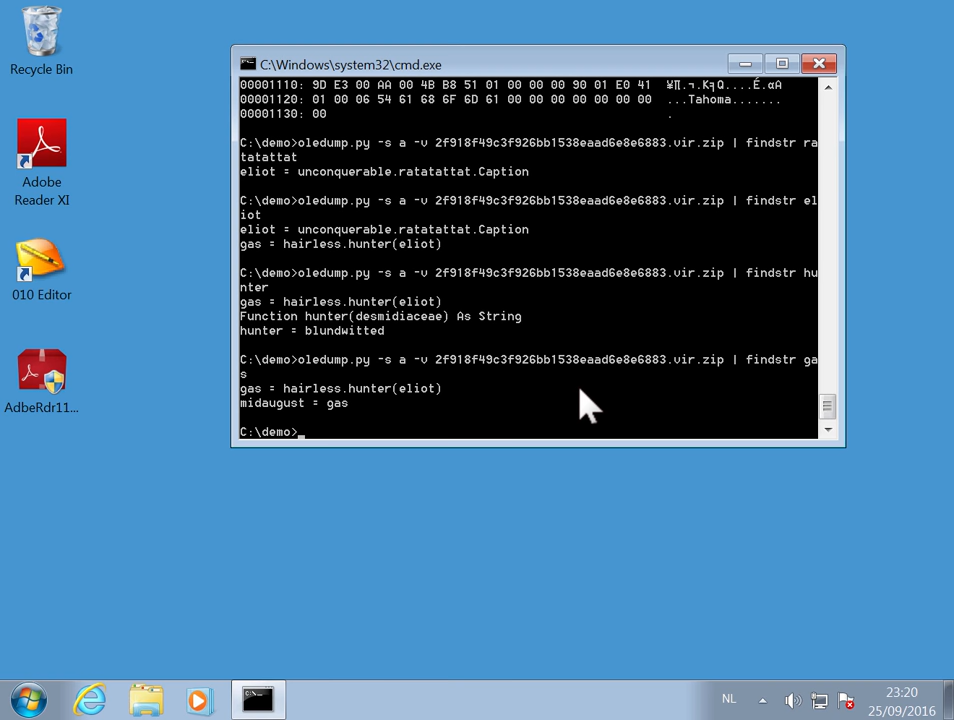 Recycle Bin
Adobe
Reader XI
010 Editor
AdbeRdr11...
C:\Windows\system32\cmd.exe
00001110: 9D E3 00 AA 00 4B B8 51 01 00 00 00 90 01 E0 41 ¥π.¬.K╕Q....É.αA
00001120: 01 00 06 54 61 68 6F 6D 61 00 00 00 00 00 00 00 ...Tahoma.......
00001130: 00 .
C:\demo>oledump.py -s a -v 2f918f49c3f926bb1538eaad6e8e6883.vir.zip | findstr ra
tatattat
eliot = unconquerable.ratatattat.Caption
C:\demo>oledump.py -s a -v 2f918f49c3f926bb1538eaad6e8e6883.vir.zip | findstr el
iot
eliot = unconquerable.ratatattat.Caption
gas = hairless.hunter(eliot)
C:\demo>oledump.py -s a -v 2f918f49c3f926bb1538eaad6e8e6883.vir.zip | findstr hu
nter
gas = hairless.hunter(eliot)
Function hunter(desmidiaceae) As String
hunter = blundwitted
C:\demo>oledump.py -s a -v 2f918f49c3f926bb1538eaad6e8e6883.vir.zip | findstr ga
s
gas = hairless.hunter(eliot)
midaugust = gas
C:\demo>_
C:\.
NL
23:20
25/09/2016